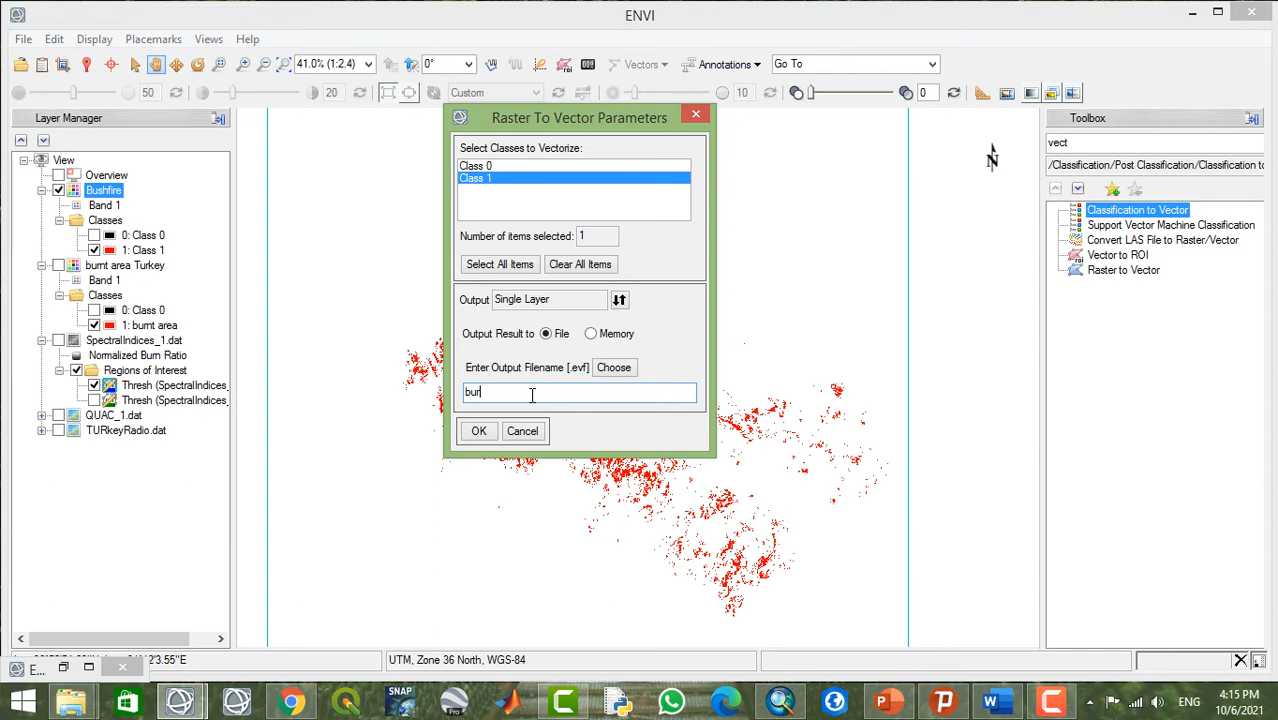 ENVI
File Edit Display Placemarks Views Help
41.0% (1:2.4) 0° Vectors Annotations Go To
50 20 Custom 10 0
Layer Manager
View
Overview
Bushfire
Band 1
Classes
0: Class 0
1: Class 1
burnt area Turkey
Band 1
Classes
0: Class 0
1: burnt area
SpectralIndices_1.dat
Normalized Burn Ratio
Regions of Interest
Thresh (SpectralIndices_
Thresh (SpectralIndices_
QUAC_1.dat
TURkeyRadio.dat
Raster To Vector Parameters
Select Classes to Vectorize:
Class 0
Class 1
Number of items selected: 1
Select All Items Clear All Items
Output Single Layer
Output Result to File Memory
Enter Output Filename [.evf] Choose
bur
OK Cancel
N
Toolbox
vect
/Classification/Post Classification/Classification to
Classification to Vector
Support Vector Machine Classification
Convert LAS File to Raster/Vector
Vector to ROI
Raster to Vector
UTM, Zone 36 North, WGS-84
E...
SNAP
Pro
ENG
4:15 PM
10/6/2021